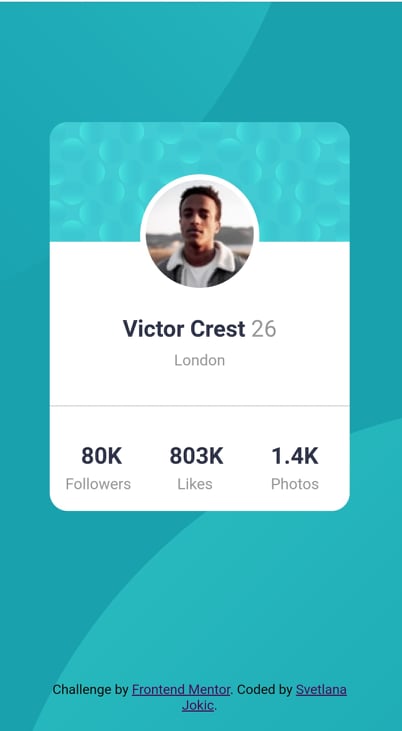 Victor Crest 26
London
80K 803K 1.4K
Followers Likes Photos
Challenge by Frontend Mentor. Coded by Svetlana
Jokic.